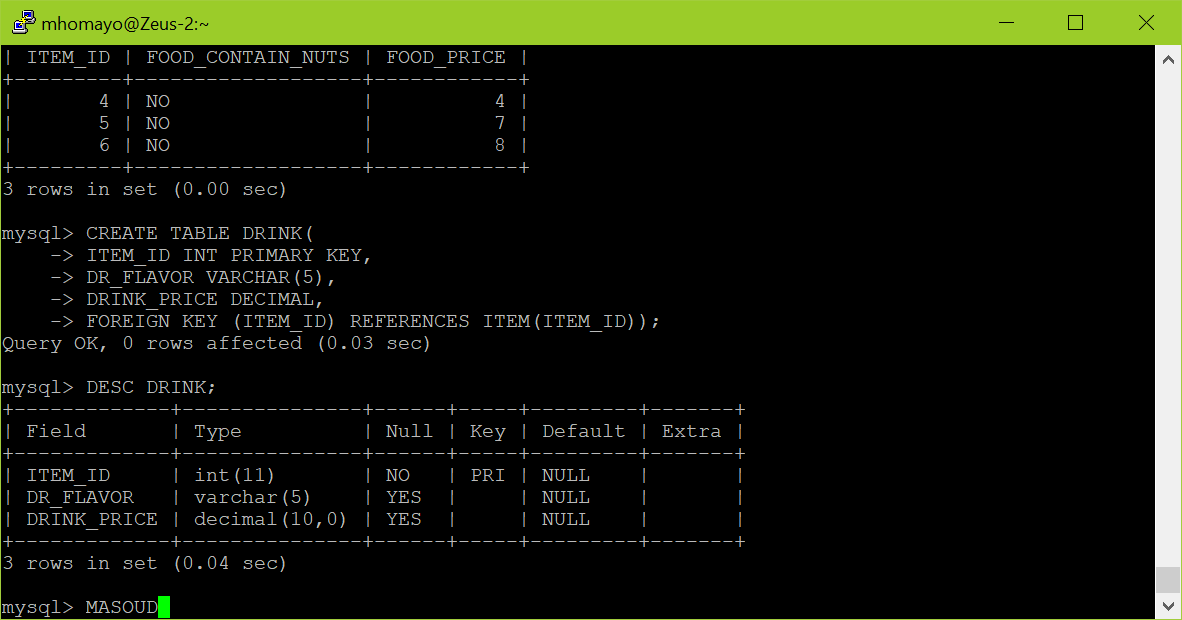 mhomayo@Zeus-2:~
| ITEM_ID | FOOD_CONTAIN_NUTS | FOOD_PRICE |
+---------+-------------------+------------+
|       4 | NO                |          4 |
|       5 | NO                |          7 |
|       6 | NO                |          8 |
+---------+-------------------+------------+
3 rows in set (0.00 sec)
mysql> CREATE TABLE DRINK(
    -> ITEM_ID INT PRIMARY KEY,
    -> DR_FLAVOR VARCHAR(5),
    -> DRINK_PRICE DECIMAL,
    -> FOREIGN KEY (ITEM_ID) REFERENCES ITEM(ITEM_ID));
Query OK, 0 rows affected (0.03 sec)
mysql> DESC DRINK;
+-------------+---------------+------+-----+---------+-------+
| Field       | Type          | Null | Key | Default | Extra |
+-------------+---------------+------+-----+---------+-------+
| ITEM_ID     | int(11)       | NO   | PRI | NULL    |       |
| DR_FLAVOR   | varchar(5)    | YES  |     | NULL    |       |
| DRINK_PRICE | decimal(10,0) | YES  |     | NULL    |       |
+-------------+---------------+------+-----+---------+-------+
3 rows in set (0.04 sec)
mysql> MASOUD